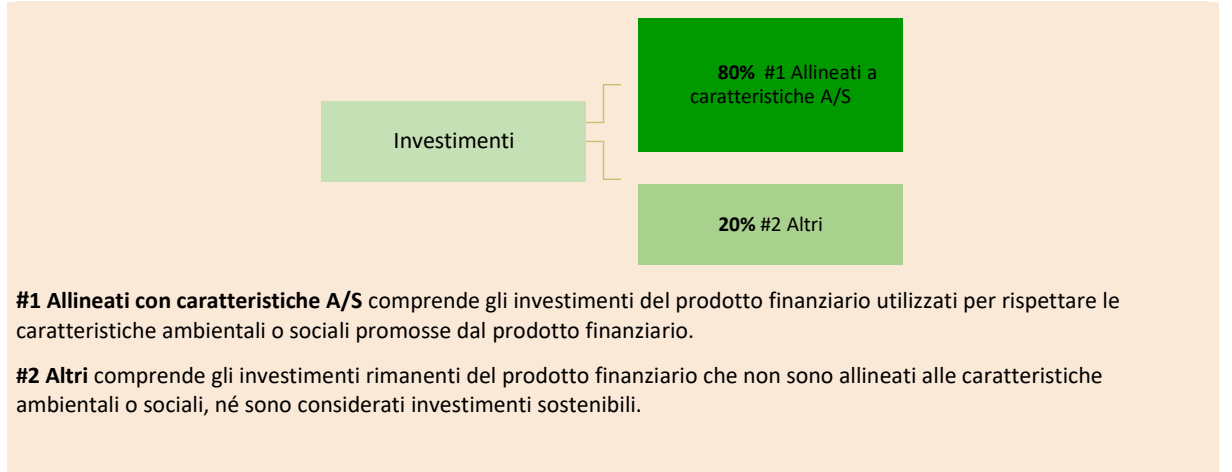 80% #1 Allineati a
caratteristiche A/S
Investimenti
20% #2 Altri
#1 Allineati con caratteristiche A/S comprende gli investimenti del prodotto finanziario utilizzati per rispettare le
caratteristiche ambientali o sociali promosse dal prodotto finanziario.
#2 Altri comprende gli investimenti rimanenti del prodotto finanziario che non sono allineati alle caratteristiche
ambientali o sociali, né sono considerati investimenti sostenibili.